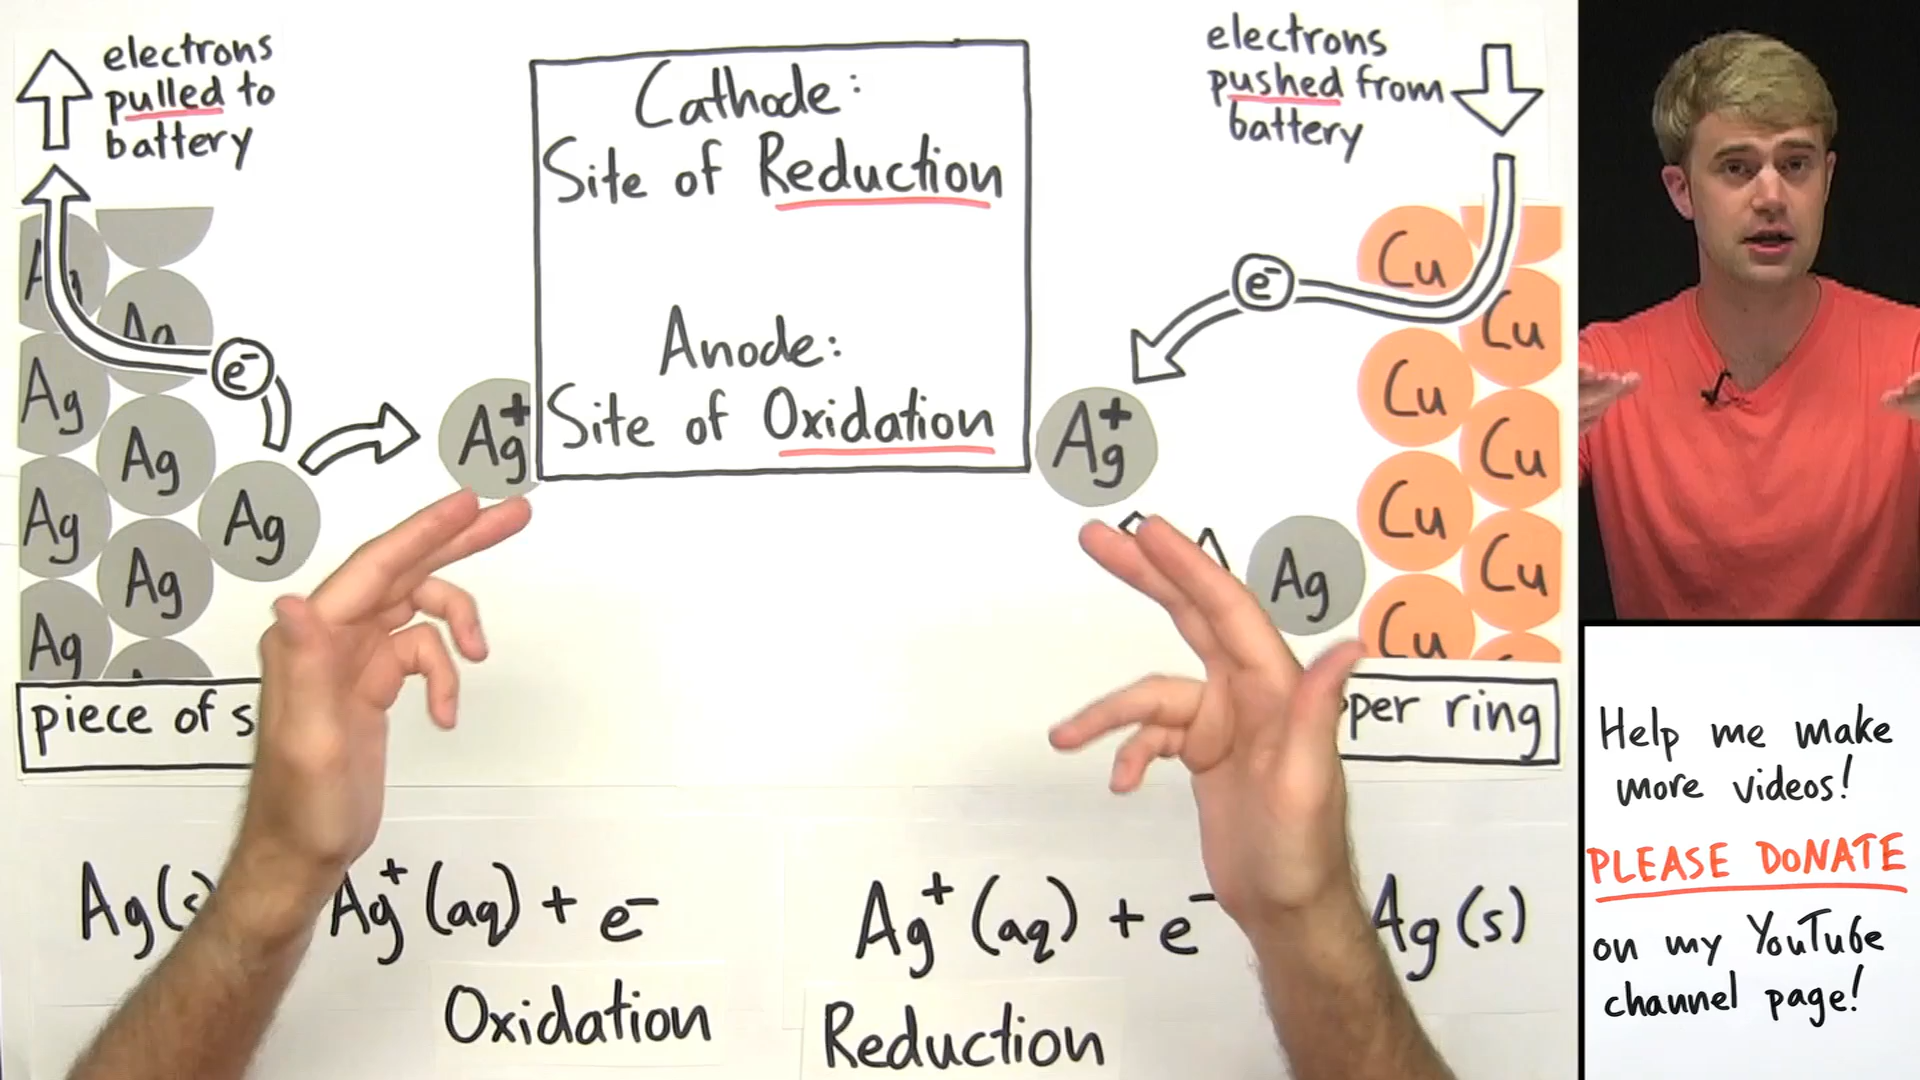 electrons
pulled to
battery
Cathode:
Site of Reduction
Anode:
Site of Oxidation
electrons
pushed from
battery
e⁻
e⁻
Ag
Ag
Ag
Ag
Ag
Ag
Ag
Ag
Ag⁺
Ag⁺
Ag
Cu
Cu
Cu
Cu
Cu
Cu
Cu
piece of
ring
Ag Ag⁺ (aq) + e⁻
Oxidation
Ag⁺ (aq) + e⁻ Ag (s)
Reduction
Help me make
more videos!
PLEASE DONATE
on my YouTube
channel page!